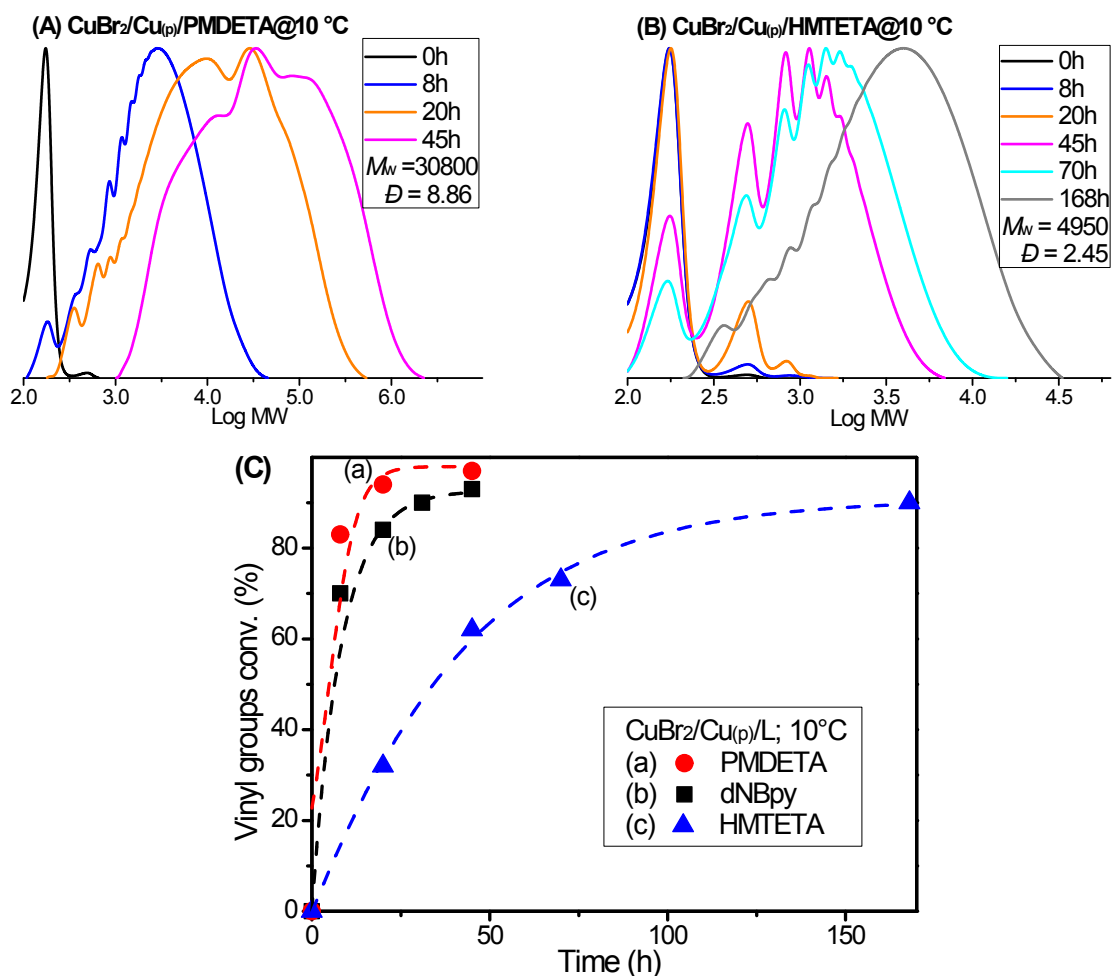 (A) CuBr₂/Cu₍ₚ₎/PMDETA@10 °C
0h
8h
20h
45h
Mw =30800
Đ = 8.86
2.0 3.0 4.0 5.0 6.0
Log MW
(B) CuBr₂/Cu₍ₚ₎/HMTETA@10 °C
0h
8h
20h
45h
70h
168h
Mw = 4950
Đ = 2.45
2.0 2.5 3.0 3.5 4.0 4.5
Log MW
(C)
(a)
(b)
(c)
Vinyl groups conv. (%)
80
60
40
20
0
CuBr₂/Cu₍ₚ₎/L; 10°C
(a) PMDETA
(b) dNBpy
(c) HMTETA
0 50 100 150
Time (h)